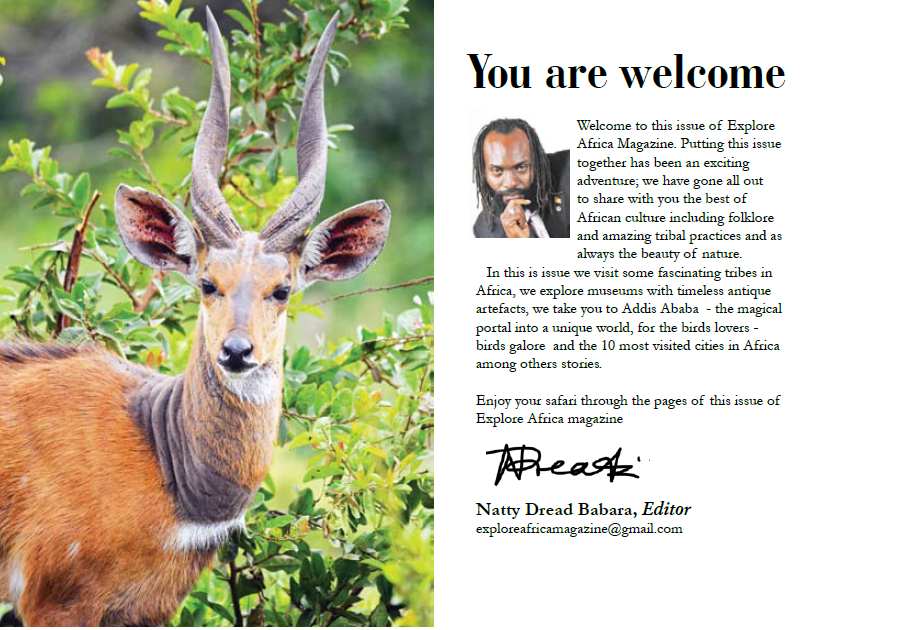 You are welcome
Welcome to this issue of Explore
Africa Magazine. Putting this issue
together has been an exciting
adventure; we have gone all out
to share with you the best of
African culture including folklore
and amazing tribal practices and as
always the beauty of nature.
In this is issue we visit some fascinating tribes in
Africa, we explore museums with timeless antique
artefacts, we take you to Addis Ababa - the magical
portal into a unique world, for the birds lovers -
birds galore and the 10 most visited cities in Africa
among others stories.
Enjoy your safari through the pages of this issue of
Explore Africa magazine
Natty Dread Babara, Editor
exploreafricamagazine@gmail.com